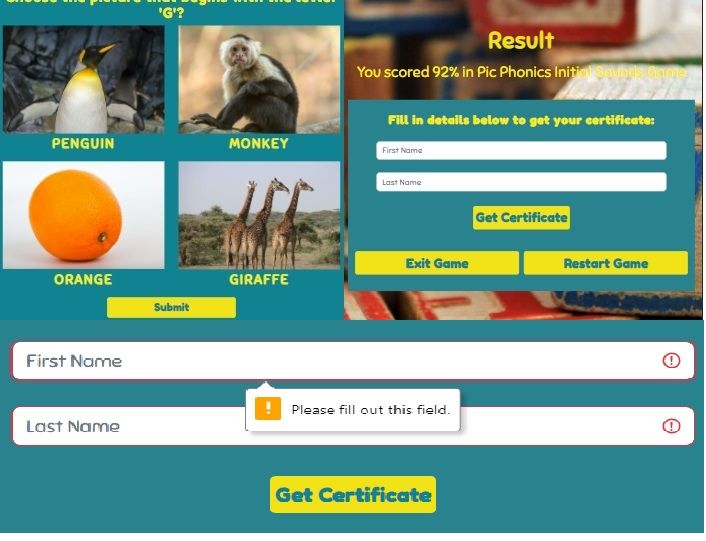 Choose the picture that begins with the letter
'G'?
PENGUIN
MONKEY
ORANGE
GIRAFFE
Submit
Result
You scored 92% in Pic Phonics Initial Sounds Game
Fill in details below to get your certificate:
First Name
Last Name
Get Certificate
Exit Game
Restart Game
First Name
Please fill out this field.
Last Name
Get Certificate